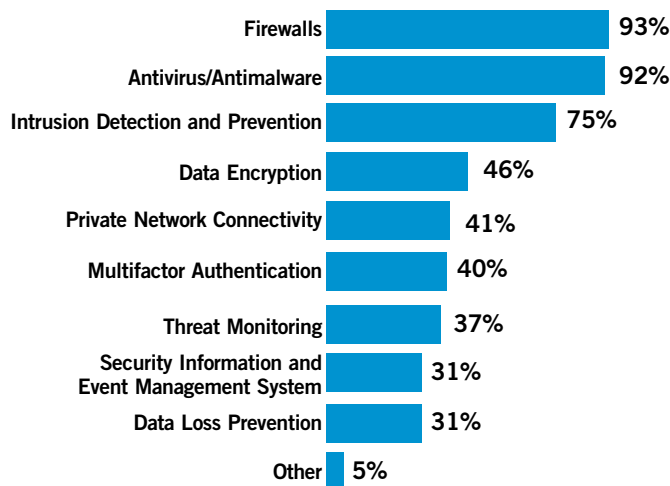 Firewalls 93%
Antivirus/Antimalware 92%
Intrusion Detection and Prevention 75%
Data Encryption 46%
Private Network Connectivity 41%
Multifactor Authentication 40%
Threat Monitoring 37%
Security Information and
Event Management System 31%
Data Loss Prevention 31%
Other 5%